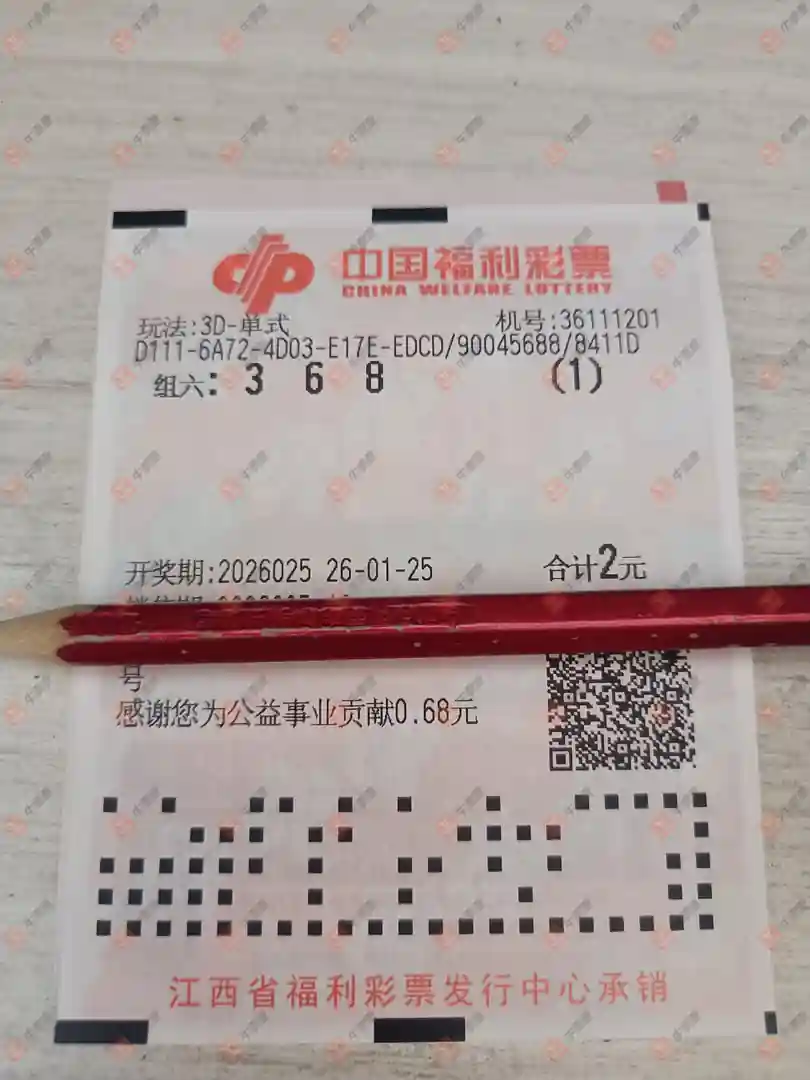 中国福利彩票
CHINA WELFARE LOTTERY
玩法:3D-单式 机号:36111201
D111-6A72-4D03-E17E-EDCD/90045688/8411D
组六: 3 6 8 (1)
开奖期:2026025 26-01-25 合计2元
号
感谢您为公益事业贡献0.68元
江西省福利彩票发行中心承销